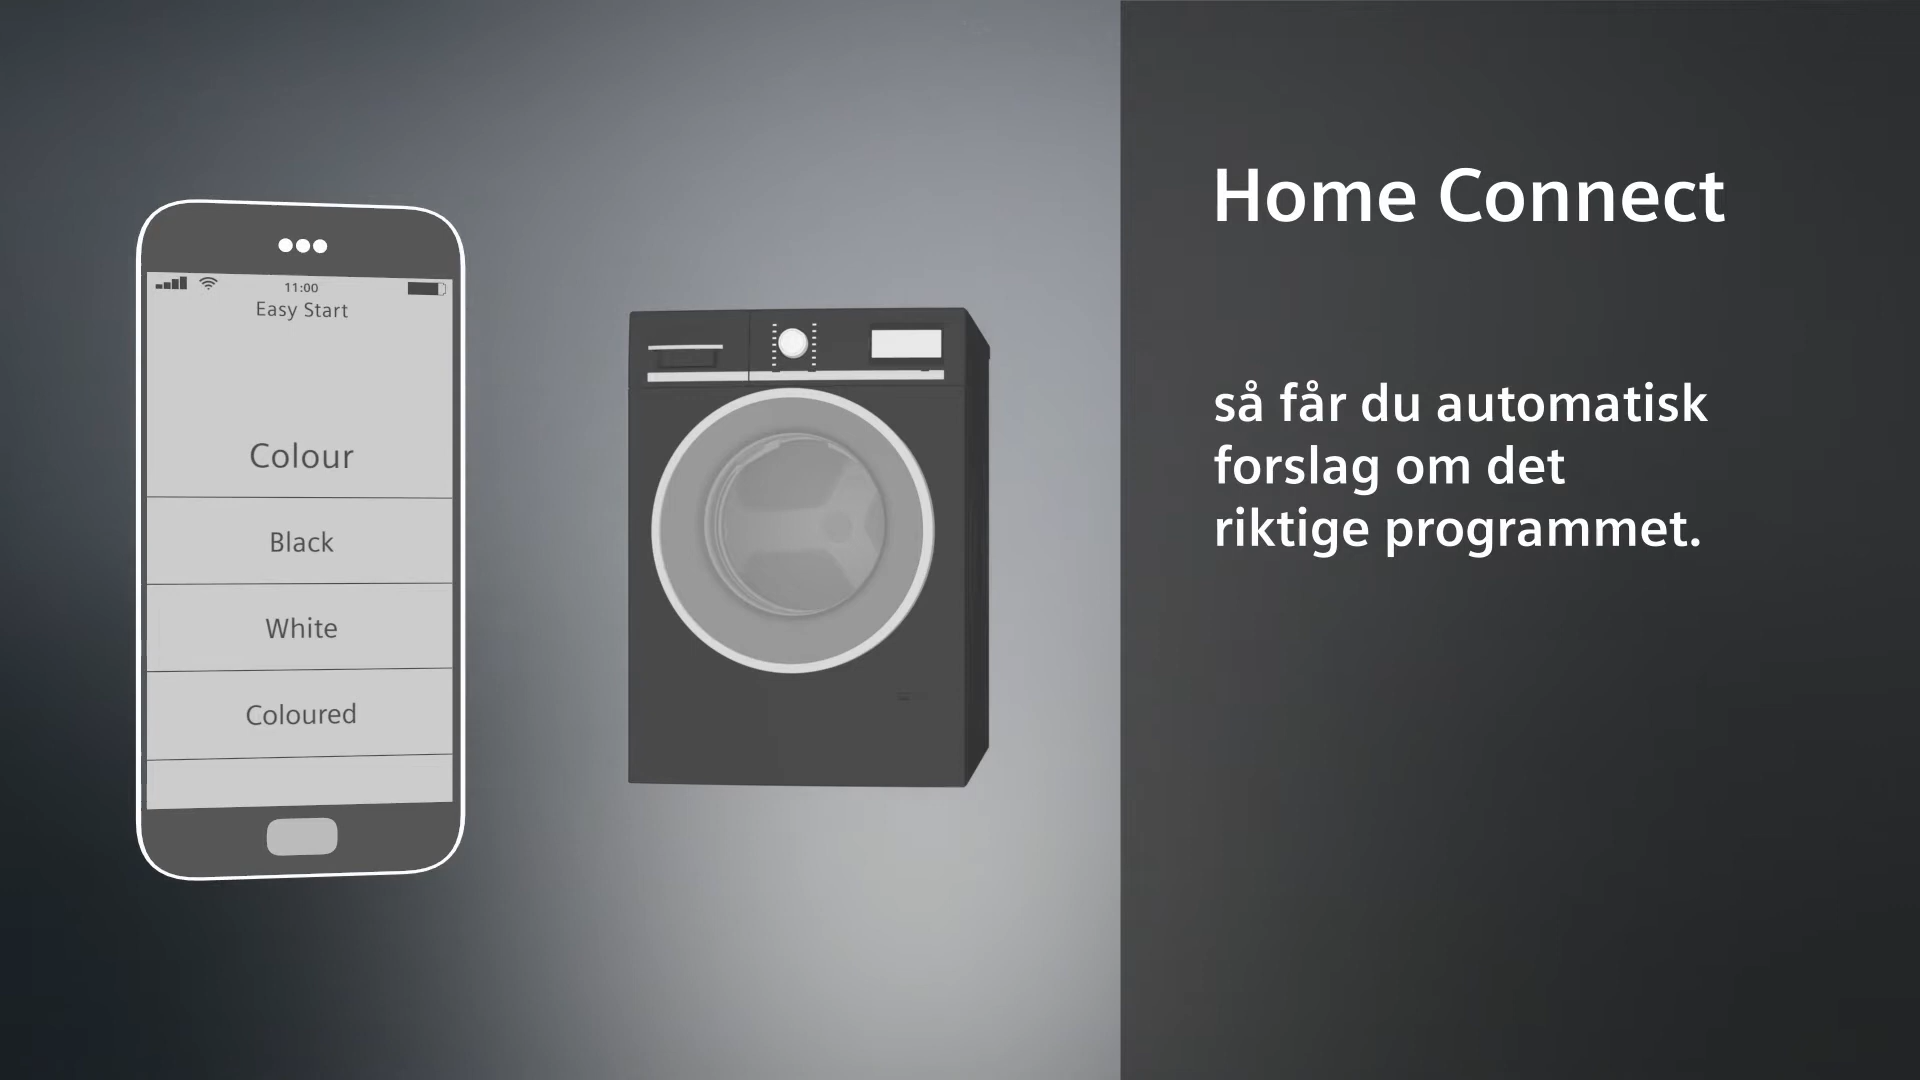 11:00
Easy Start
Colour
Black
White
Coloured
Home Connect
så får du automatisk
forslag om det
riktige programmet.